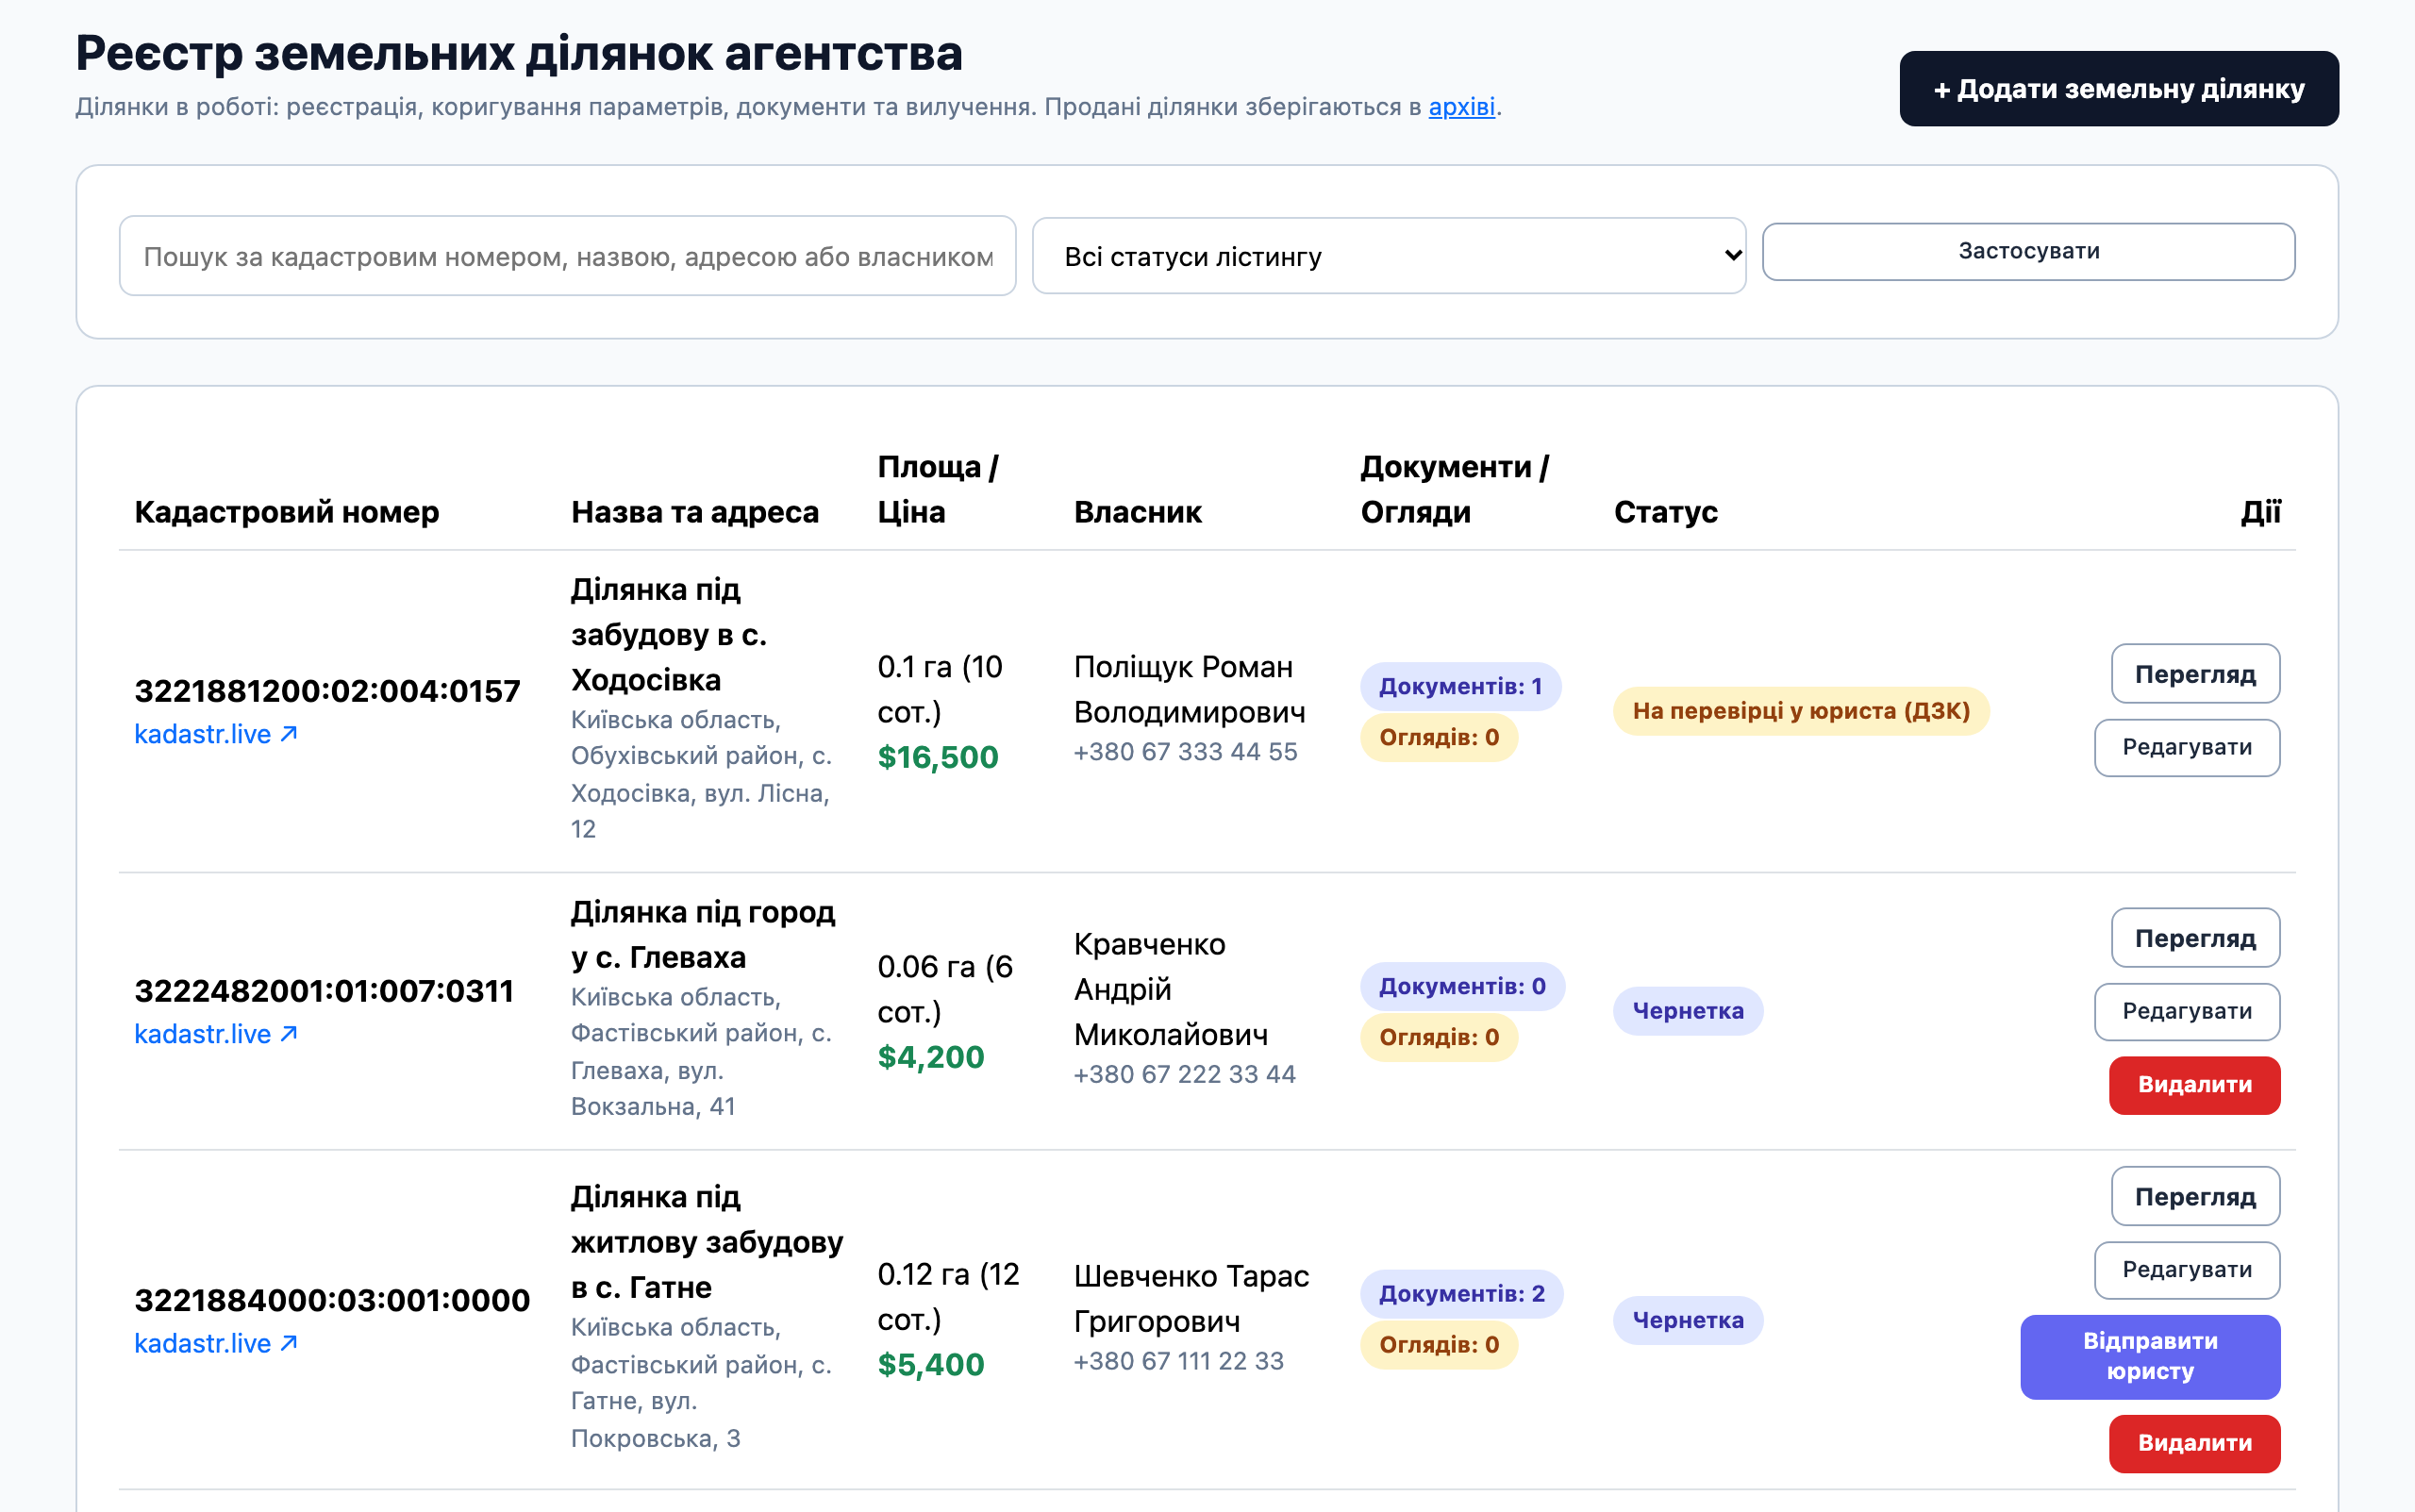 Реєстр земельних ділянок агентства
Ділянки в роботі: реєстрація, коригування параметрів, документи та вилучення. Продані ділянки зберігаються в архіві.
+ Додати земельну ділянку
Пошук за кадастровим номером, назвою, адресою або власником
Всі статуси лістингу
Застосувати
Кадастровий номер
Назва та адреса
Площа /
Ціна
Власник
Документи /
Огляди
Статус
Дії
3221881200:02:004:0157
kadastr.live ↗
Ділянка під
забудову в с.
Ходосівка
Київська область,
Обухівський район, с.
Ходосівка, вул. Лісна,
12
0.1 га (10
сот.)
$16,500
Поліщук Роман
Володимирович
+380 67 333 44 55
Документів: 1
Оглядів: 0
На перевірці у юриста (ДЗК)
Перегляд
Редагувати
3222482001:01:007:0311
kadastr.live ↗
Ділянка під город
у с. Глеваха
Київська область,
Фастівський район, с.
Глеваха, вул.
Вокзальна, 41
0.06 га (6
сот.)
$4,200
Кравченко
Андрій
Миколайович
+380 67 222 33 44
Документів: 0
Оглядів: 0
Чернетка
Перегляд
Редагувати
Видалити
3221884000:03:001:0000
kadastr.live ↗
Ділянка під
житлову забудову
в с. Гатне
Київська область,
Фастівський район, с.
Гатне, вул.
Покровська, 3
0.12 га (12
сот.)
$5,400
Шевченко Тарас
Григорович
+380 67 111 22 33
Документів: 2
Оглядів: 0
Чернетка
Перегляд
Редагувати
Відправити
юристу
Видалити